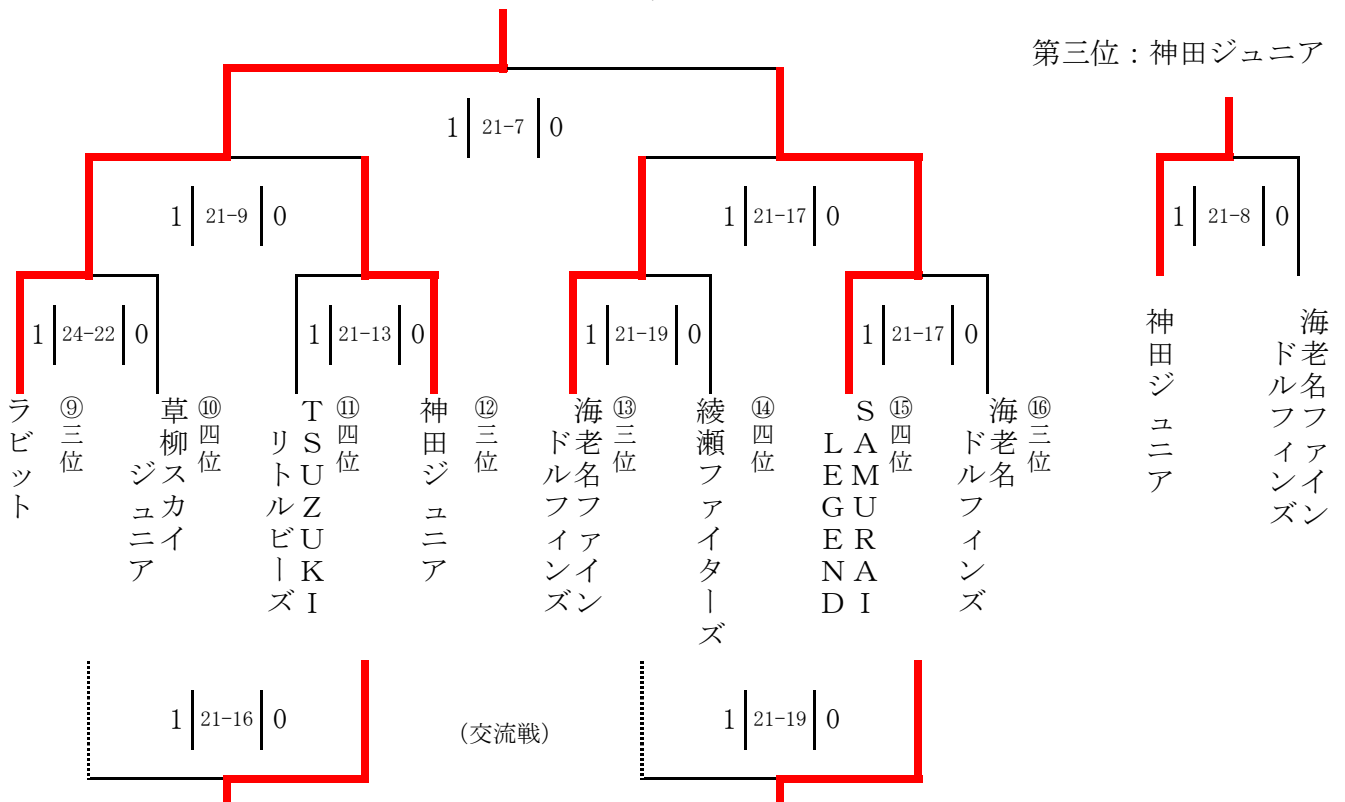 第三位：神田ジュニア
1 21-7 0
1 21-9 0
1 21-17 0
1 21-8 0
1 24-22 0
1 21-13 0
1 21-19 0
1 21-17 0
ラビット
⑨三位
草柳スカイ
ジュニア
⑩四位
TSUZUKI
リトルビーズ
⑪四位
神田ジュニア
⑫三位
海老名ファイン
ドルフィンズ
⑬三位
綾瀬ファイターズ
⑭四位
SAMURAI
LEGEND
⑮四位
海老名
ドルフィンズ
⑯三位
神田ジュニア
海老名ファイン
ドルフィンズ
1 21-16 0
（交流戦）
1 21-19 0